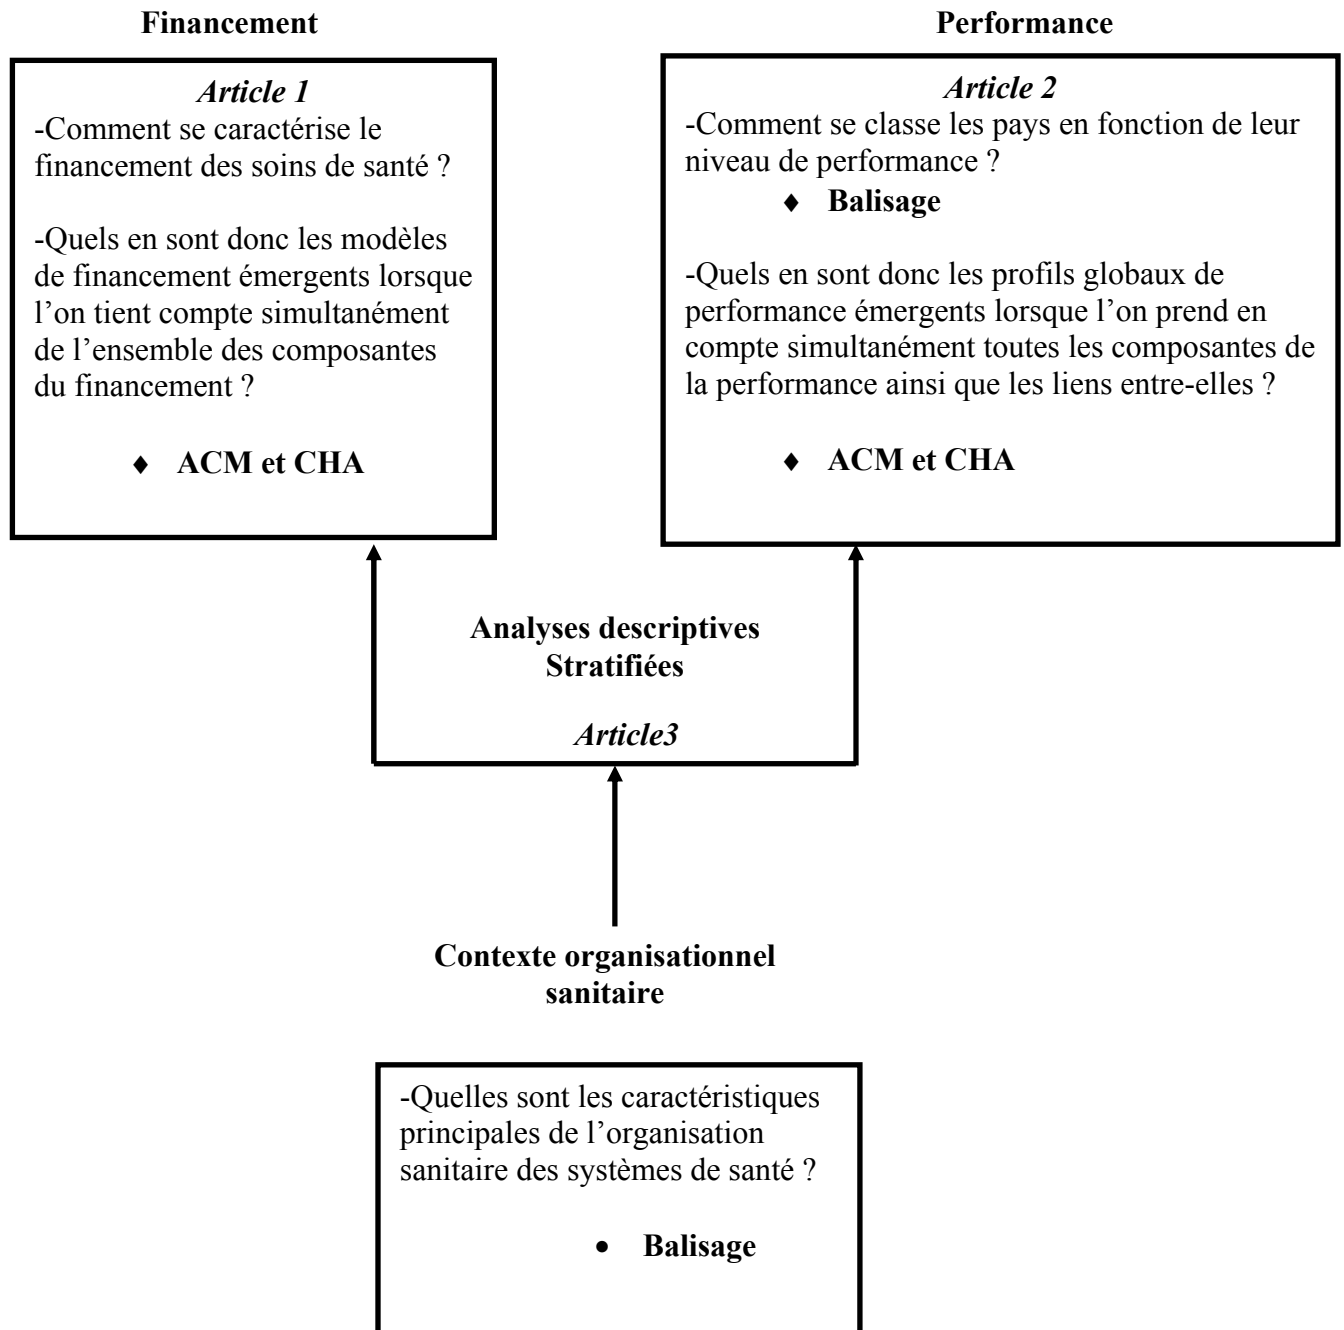 Financement
Article 1
-Comment se caractérise le
financement des soins de santé ?
-Quels en sont donc les modèles
de financement émergents lorsque
l’on tient compte simultanément
de l’ensemble des composantes
du financement ?
♦ ACM et CHA
Performance
Article 2
-Comment se classe les pays en fonction de leur
niveau de performance ?
♦ Balisage
-Quels en sont donc les profils globaux de
performance émergents lorsque l’on prend en
compte simultanément toutes les composantes de
la performance ainsi que les liens entre-elles ?
♦ ACM et CHA
Analyses descriptives
Stratifiées
Article3
Contexte organisationnel
sanitaire
-Quelles sont les caractéristiques
principales de l’organisation
sanitaire des systèmes de santé ?
• Balisage